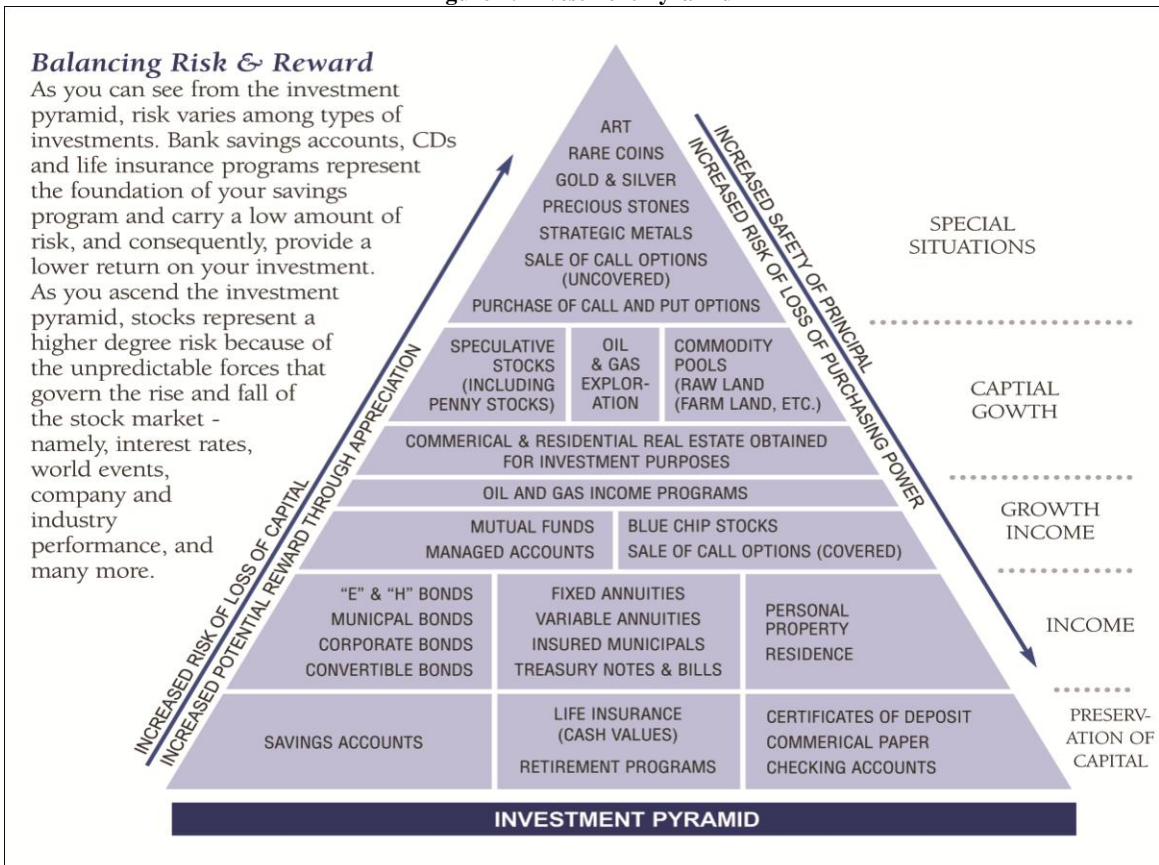 Balancing Risk & Reward
As you can see from the investment
pyramid, risk varies among types of
investments. Bank savings accounts, CDs
and life insurance programs represent
the foundation of your savings
program and carry a low amount of
risk, and consequently, provide a
lower return on your investment.
As you ascend the investment
pyramid, stocks represent a
higher degree risk because of
the unpredictable forces that
govern the rise and fall of
the stock market -
namely, interest rates,
world events,
company and
industry
performance, and
many more.
INCREASED RISK OF LOSS OF CAPITAL
INCREASED POTENTIAL REWARD THROUGH APPRECIATION
ART
RARE COINS
GOLD & SILVER
PRECIOUS STONES
STRATEGIC METALS
SALE OF CALL OPTIONS
(UNCOVERED)
PURCHASE OF CALL AND PUT OPTIONS
SPECULATIVE
STOCKS
(INCLUDING
PENNY STOCKS)
OIL
& GAS
EXPLOR-
ATION
COMMODITY
POOLS
(RAW LAND
(FARM LAND, ETC.)
COMMERICAL & RESIDENTIAL REAL ESTATE OBTAINED
FOR INVESTMENT PURPOSES
OIL AND GAS INCOME PROGRAMS
MUTUAL FUNDS
MANAGED ACCOUNTS
BLUE CHIP STOCKS
SALE OF CALL OPTIONS (COVERED)
“E” & “H” BONDS
MUNICPAL BONDS
CORPORATE BONDS
CONVERTIBLE BONDS
FIXED ANNUITIES
VARIABLE ANNUITIES
INSURED MUNICIPALS
TREASURY NOTES & BILLS
PERSONAL
PROPERTY
RESIDENCE
SAVINGS ACCOUNTS
LIFE INSURANCE
(CASH VALUES)
RETIREMENT PROGRAMS
CERTIFICATES OF DEPOSIT
COMMERICAL PAPER
CHECKING ACCOUNTS
INCREASED SAFETY OF PRINCIPAL
INCREASED RISK OF LOSS OF PURCHASING POWER
SPECIAL
SITUATIONS
CAPTIAL
GOWTH
GROWTH
INCOME
INCOME
PRESERV-
ATION OF
CAPITAL
INVESTMENT PYRAMID